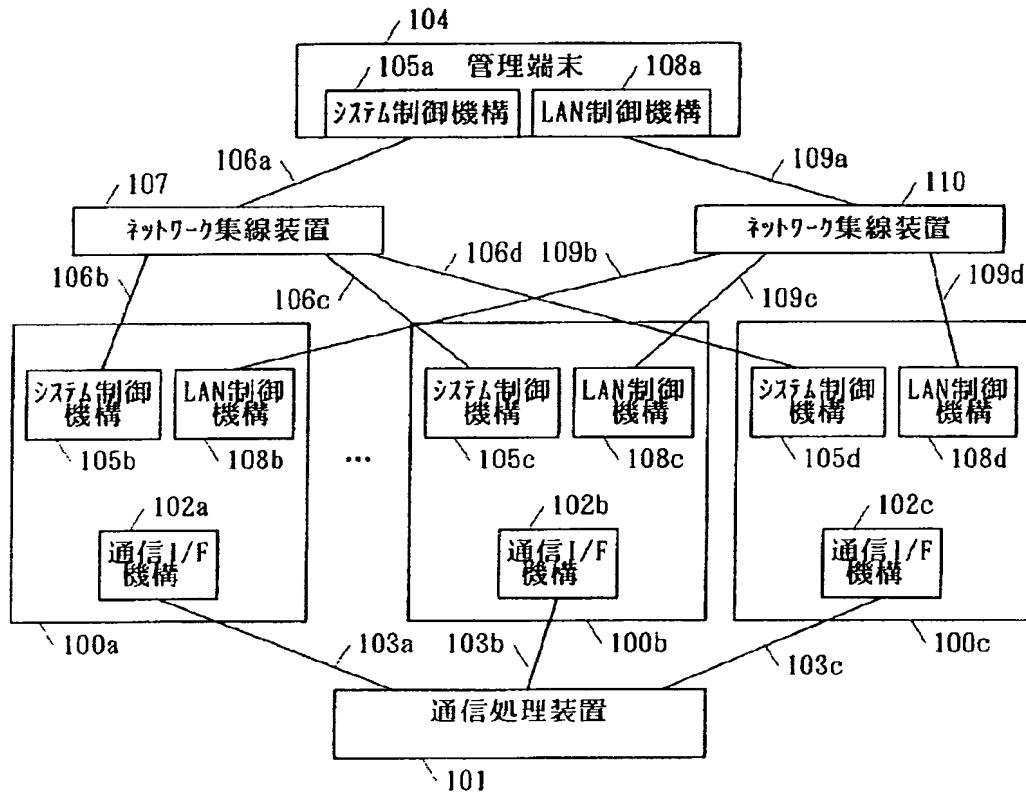 104
105a 管理端末 108a
システム制御機構 LAN制御機構
106a 109a
107 110
ネットワーク集線装置 ネットワーク集線装置
106b 106c 106d 109b 109c 109d
システム制御
機構
LAN制御
機構
システム制御
機構
LAN制御
機構
システム制御
機構
LAN制御
機構
105b 108b … 105c 108c 105d 108d
102a 102b 102c
通信I/F
機構
通信I/F
機構
通信I/F
機構
100a 103a 103b 100b 103c 100c
通信処理装置
101